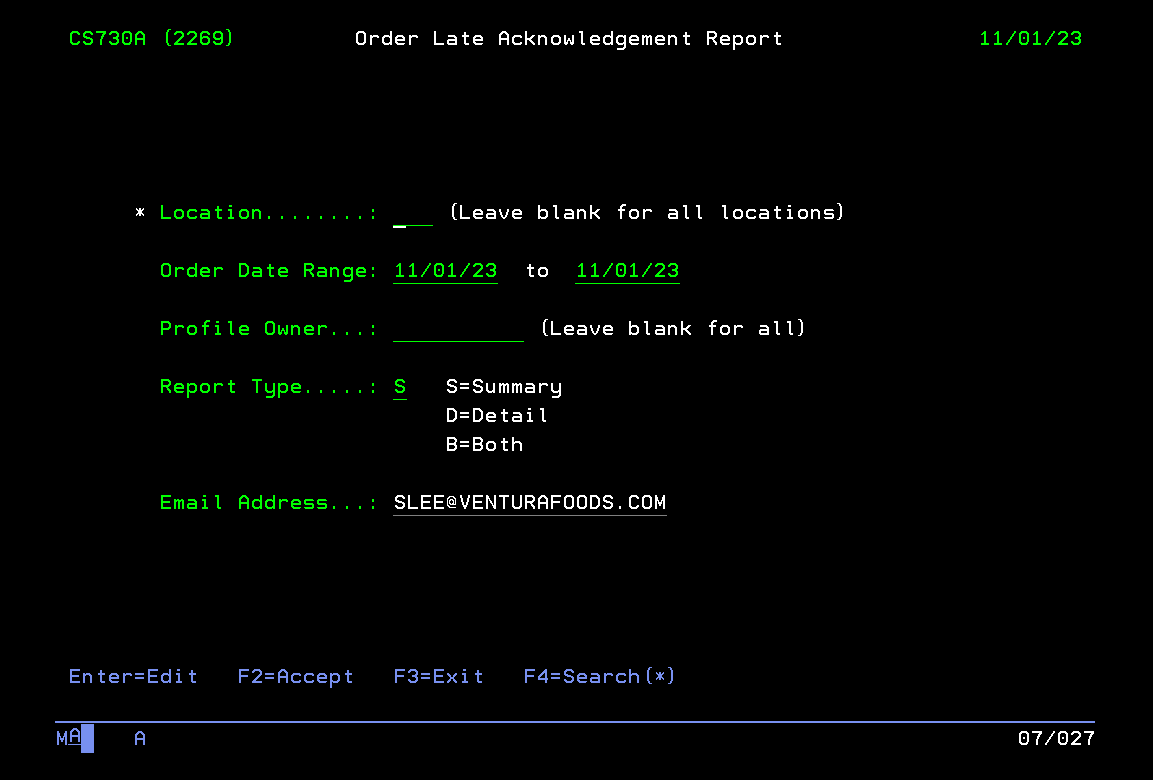 CS730A (2269) Order Late Acknowledgement Report 11/01/23
* Location........: ___ (Leave blank for all locations)
Order Date Range: 11/01/23 to 11/01/23
Profile Owner...: __________ (Leave blank for all)
Report Type.....: S S=Summary
D=Detail
B=Both
Email Address...: SLEE@VENTURAFOODS.COM
Enter=Edit F2=Accept F3=Exit F4=Search(*)
MA A 07/027